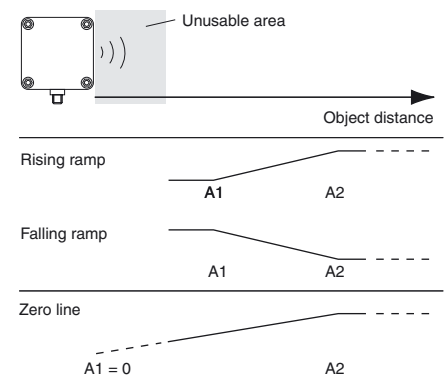 Unusable area
Object distance
Rising ramp
A1 A2
Falling ramp
A1 A2
Zero line
A1 = 0 A2